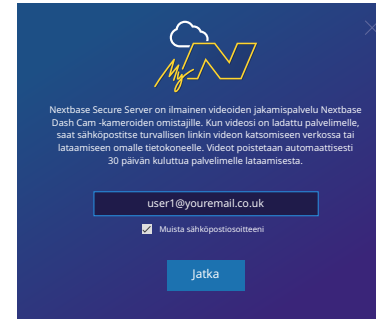 My N
Nextbase Secure Server on ilmainen videoiden jakamispalvelu Nextbase
Dash Cam -kameroiden omistajille. Kun videosi on ladattu palvelimelle,
saat sähköpostitse turvallisen linkin videon katsomiseen verkossa tai
lataamiseen omalle tietokoneelle. Videot poistetaan automaattisesti
30 päivän kuluttua palvelimelle lataamisesta.
user1@youremail.co.uk
Muista sähköpostiosoitteeni
Jatka